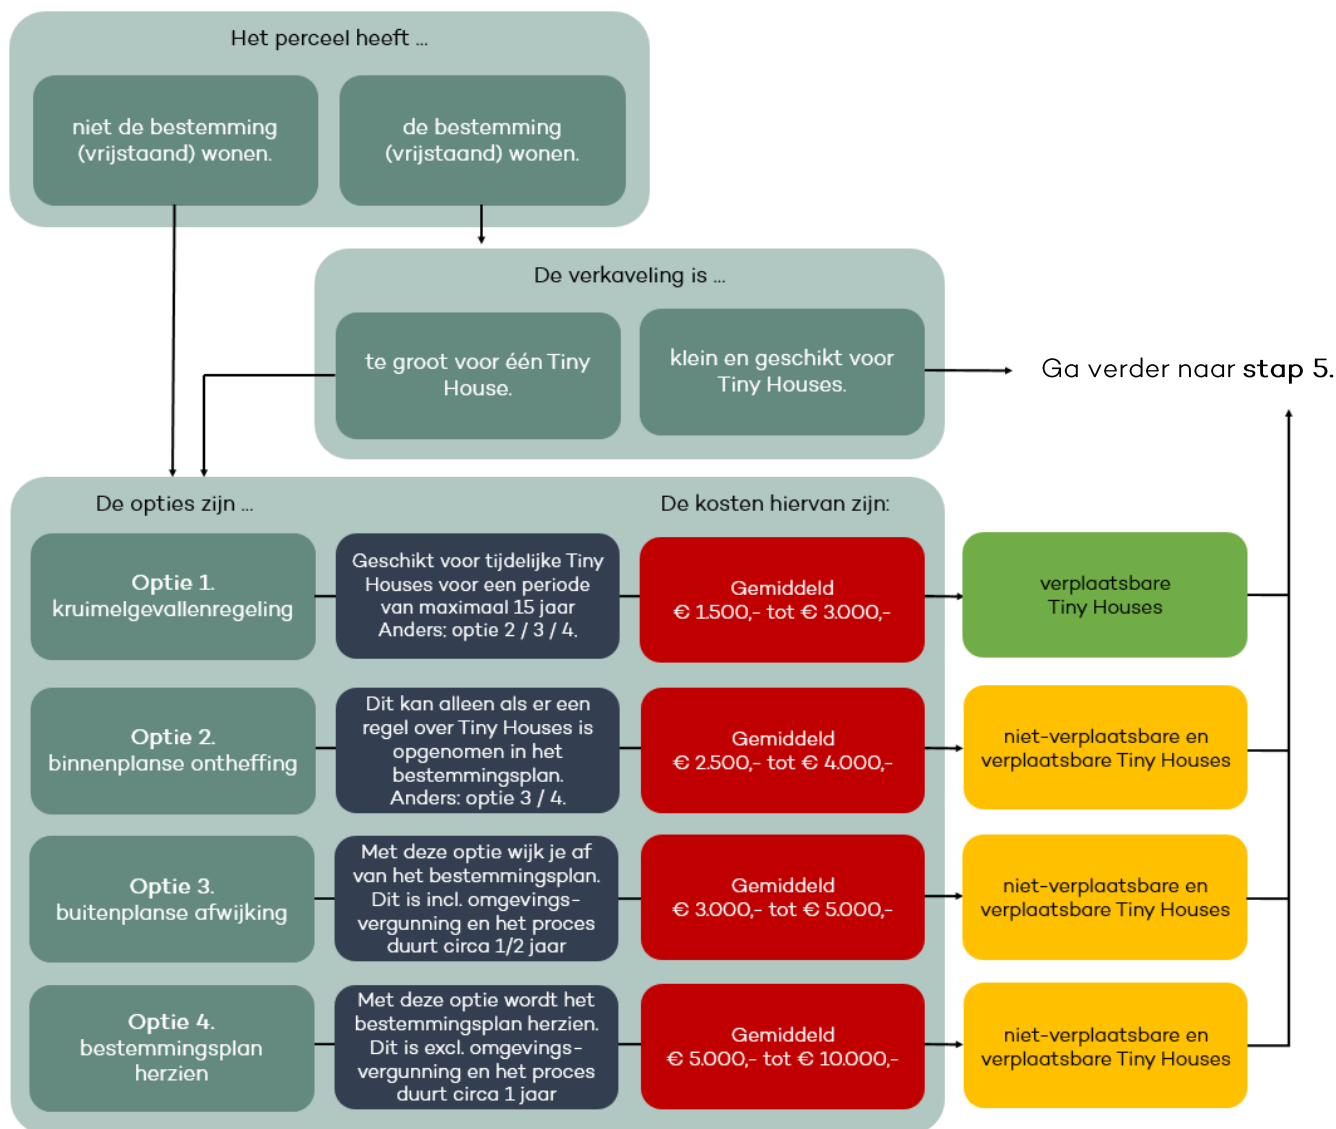 Het perceel heeft ...
niet de bestemming
(vrijstaand) wonen.
de bestemming
(vrijstaand) wonen.
De verkaveling is ...
te groot voor één Tiny
House.
klein en geschikt voor
Tiny Houses.
Ga verder naar stap 5.
De opties zijn ...
De kosten hiervan zijn:
Optie 1.
kruimelgevallenregeling
Geschikt voor tijdelijke Tiny
Houses voor een periode
van maximaal 15 jaar
Anders: optie 2 / 3 / 4.
Gemiddeld
€ 1.500,- tot € 3.000,-
verplaatsbare
Tiny Houses
Optie 2.
binnenplanse ontheffing
Dit kan alleen als er een
regel over Tiny Houses is
opgenomen in het
bestemmingsplan.
Anders: optie 3 / 4.
Gemiddeld
€ 2.500,- tot € 4.000,-
niet-verplaatsbare en
verplaatsbare Tiny Houses
Optie 3.
buitenplanse afwijking
Met deze optie wijk je af
van het bestemmingsplan.
Dit is incl. omgevings-
vergunning en het proces
duurt circa 1/2 jaar
Gemiddeld
€ 3.000,- tot € 5.000,-
niet-verplaatsbare en
verplaatsbare Tiny Houses
Optie 4.
bestemmingsplan
herzien
Met deze optie wordt het
bestemmingsplan herzien.
Dit is excl. omgevings-
vergunning en het proces
duurt circa 1 jaar
Gemiddeld
€ 5.000,- tot € 10.000,-
niet-verplaatsbare en
verplaatsbare Tiny Houses